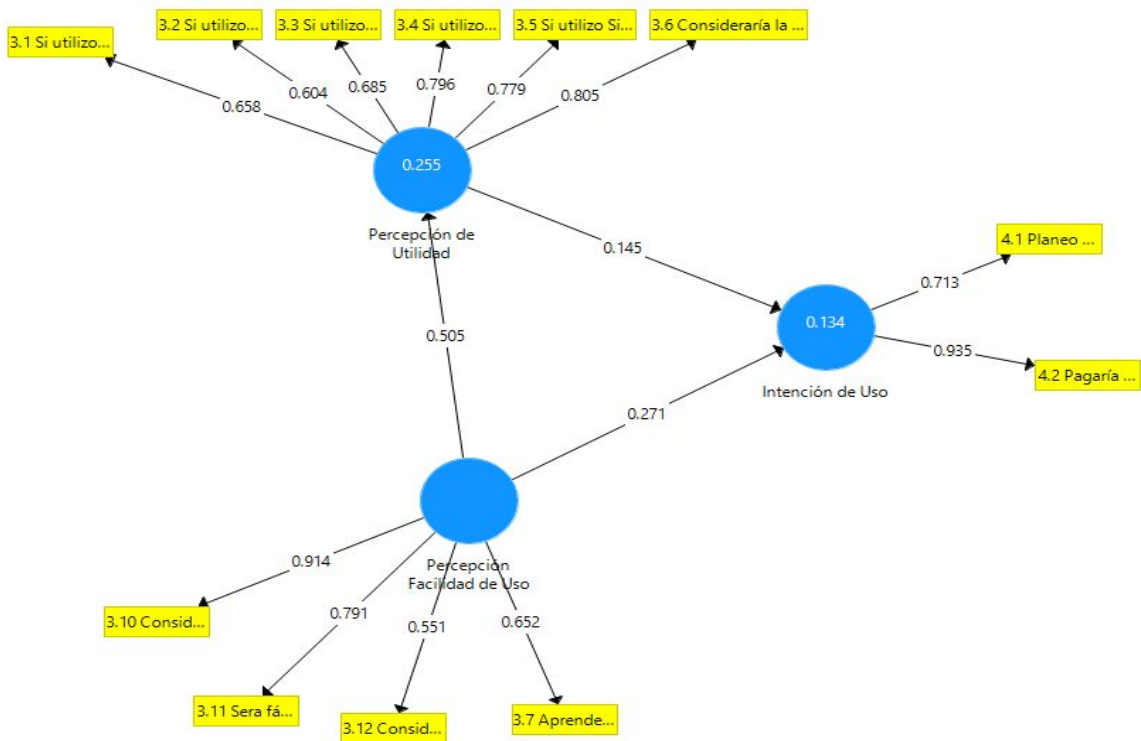 3.1 Si utilizo...
3.2 Si utilizo...
3.3 Si utilizo...
3.4 Si utilizo...
3.5 Si utilizo Si...
3.6 Consideraría la ...
0.658
0.604
0.685
0.796
0.779
0.805
0.255
Percepción de
Utilidad
0.145
0.505
4.1 Planeo ...
0.713
0.134
0.935
4.2 Pagaría ...
Intención de Uso
0.271
Percepción
Facilidad de Uso
0.914
0.791
0.551
0.652
3.10 Consid...
3.11 Sera fá...
3.12 Consid...
3.7 Aprende...